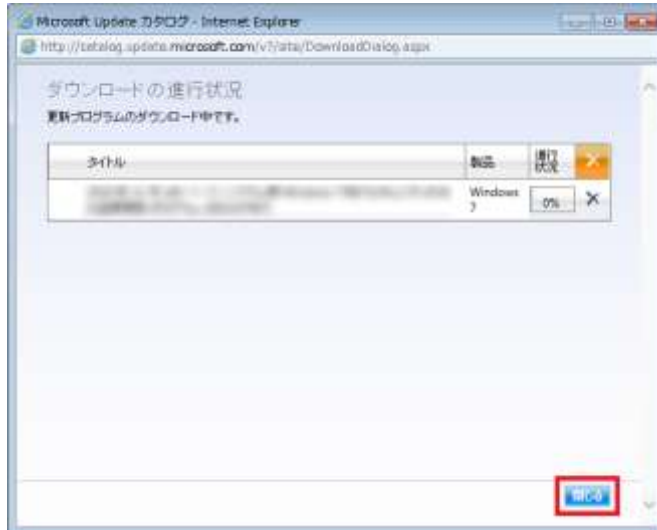 Microsoft Update カタログ - Internet Explorer
http://catalog.update.microsoft.com/v7/site/DownloadDialog.aspx
ダウンロードの進行状況
更新プログラムのダウンロード中です。
タイトル 製品 進行状況
Windows 7 0%
閉じる